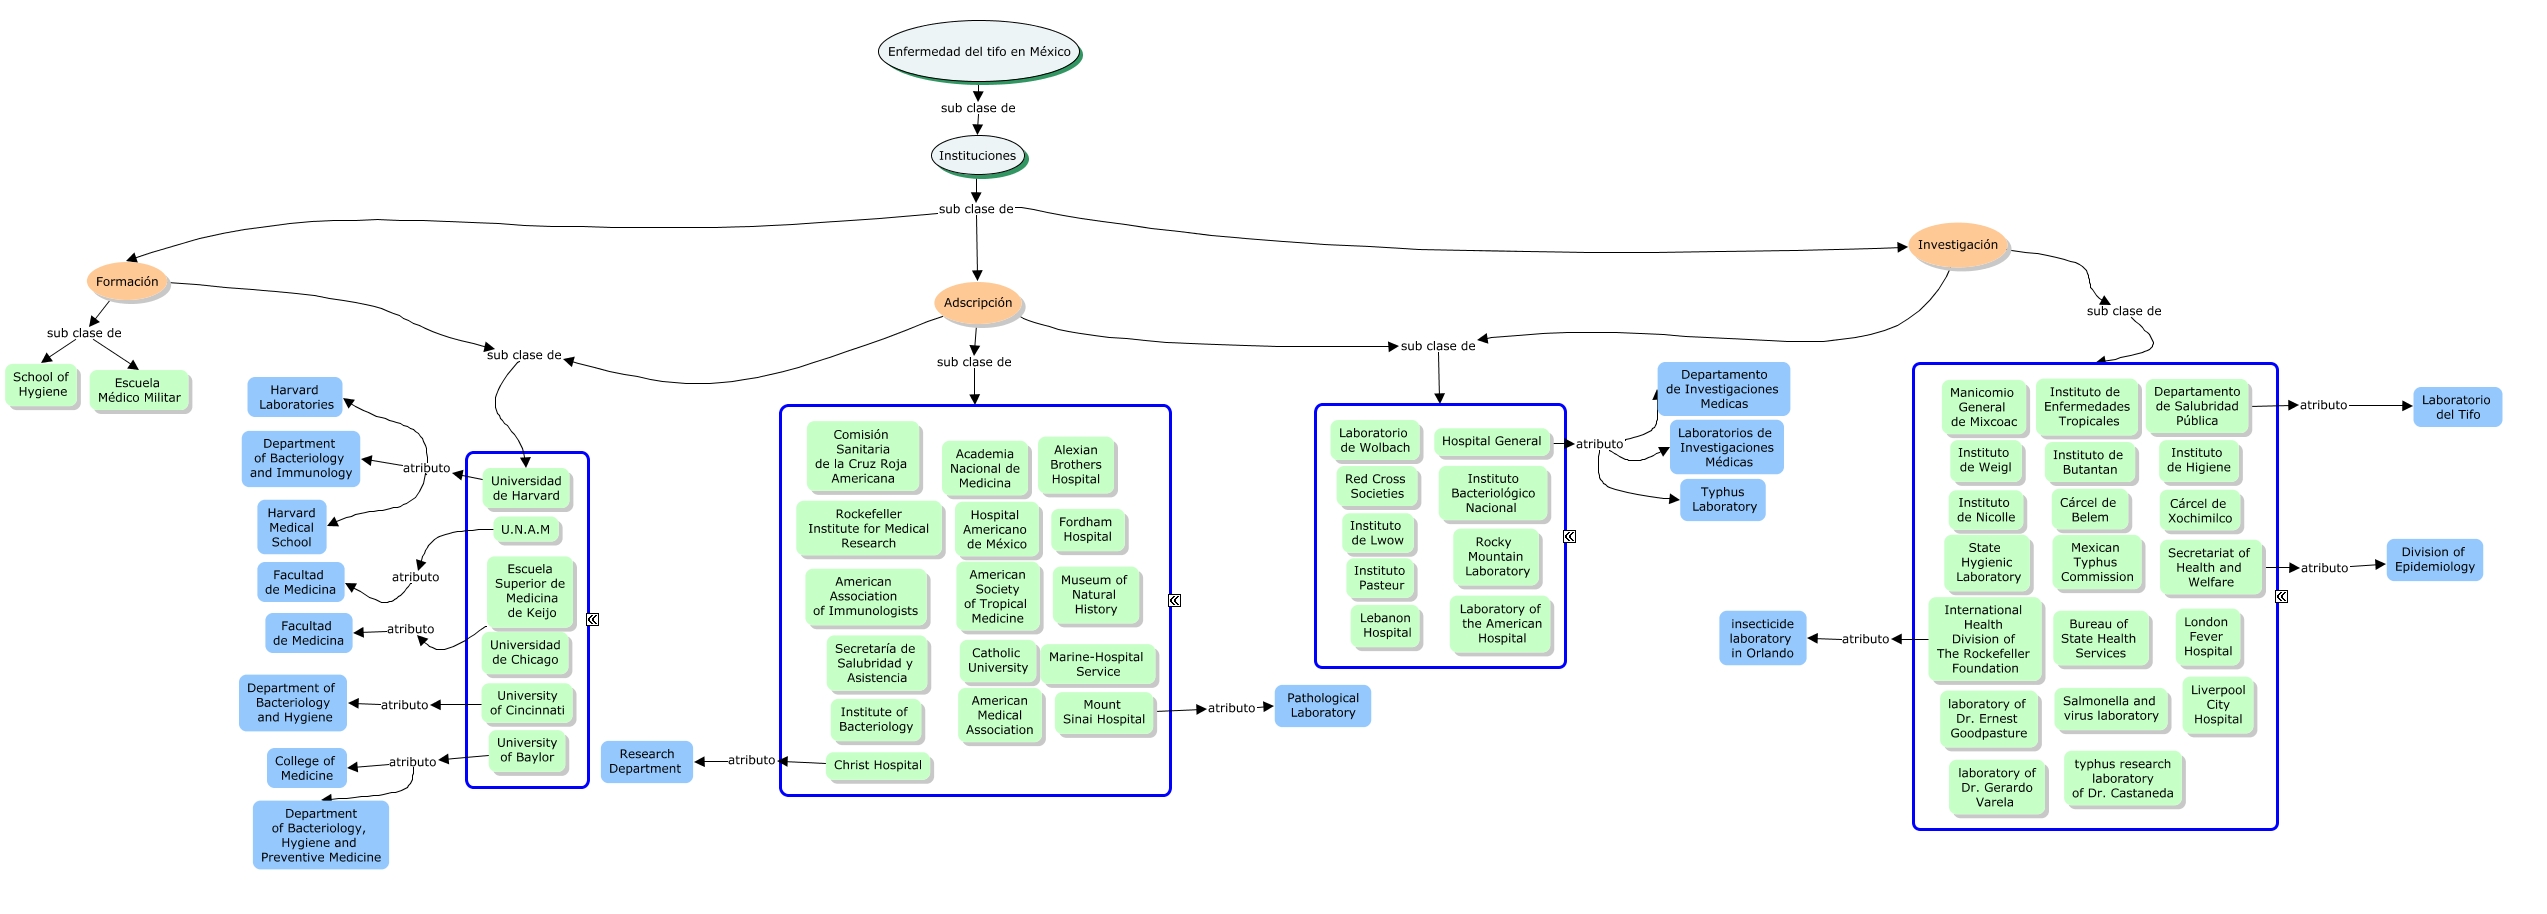 Enfermedad del tifo en México
sub clase de
Instituciones
sub clase de
Formación
Adscripción
Investigación
sub clase de
School of
Hygiene
Escuela
Médico Militar
sub clase de
sub clase de
sub clase de
sub clase de
Harvard
Laboratories
Department
of Bacteriology
and Immunology
Harvard
Medical
School
atributo
Universidad
de Harvard
U.N.A.M
atributo
Facultad
de Medicina
Escuela
Superior de
Medicina
de Keijo
atributo
Facultad
de Medicina
Universidad
de Chicago
University
of Cincinnati
atributo
Department of
Bacteriology
and Hygiene
University
of Baylor
atributo
College of
Medicine
Department
of Bacteriology,
Hygiene and
Preventive Medicine
Comisión
Sanitaria
de la Cruz Roja
Americana
Academia
Nacional de
Medicina
Alexian
Brothers
Hospital
Rockefeller
Institute for Medical
Research
Hospital
Americano
de México
Fordham
Hospital
American
Association
of Immunologists
American
Society
of Tropical
Medicine
Museum of
Natural
History
Secretaría de
Salubridad y
Asistencia
Catholic
University
Marine-Hospital
Service
Institute of
Bacteriology
American
Medical
Association
Mount
Sinai Hospital
atributo
Pathological
Laboratory
Christ Hospital
atributo
Research
Department
Laboratorio
de Wolbach
Hospital General
atributo
Departamento
de Investigaciones
Medicas
Laboratorios de
Investigaciones
Médicas
Typhus
Laboratory
Red Cross
Societies
Instituto
Bacteriológico
Nacional
Instituto
de Lwow
Rocky
Mountain
Laboratory
Instituto
Pasteur
Lebanon
Hospital
Laboratory of
the American
Hospital
Manicomio
General
de Mixcoac
Instituto de
Enfermedades
Tropicales
Departamento
de Salubridad
Pública
atributo
Laboratorio
del Tifo
Instituto
de Weigl
Instituto de
Butantan
Instituto
de Higiene
Instituto
de Nicolle
Cárcel de
Belem
Cárcel de
Xochimilco
State
Hygienic
Laboratory
Mexican
Typhus
Commission
Secretariat of
Health and
Welfare
atributo
Division of
Epidemiology
International
Health
Division of
The Rockefeller
Foundation
atributo
insecticide
laboratory
in Orlando
Bureau of
State Health
Services
London
Fever
Hospital
laboratory of
Dr. Ernest
Goodpasture
Salmonella and
virus laboratory
Liverpool
City
Hospital
laboratory of
Dr. Gerardo
Varela
typhus research
laboratory
of Dr. Castaneda